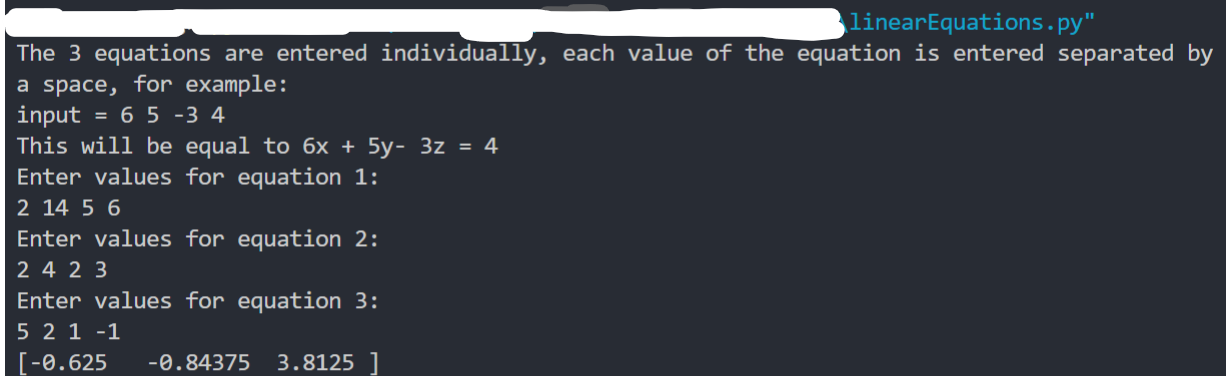 \linearEquations.py"
The 3 equations are entered individually, each value of the equation is entered separated by
a space, for example:
input = 6 5 -3 4
This will be equal to 6x + 5y- 3z = 4
Enter values for equation 1:
2 14 5 6
Enter values for equation 2:
2 4 2 3
Enter values for equation 3:
5 2 1 -1
[-0.625   -0.84375  3.8125 ]